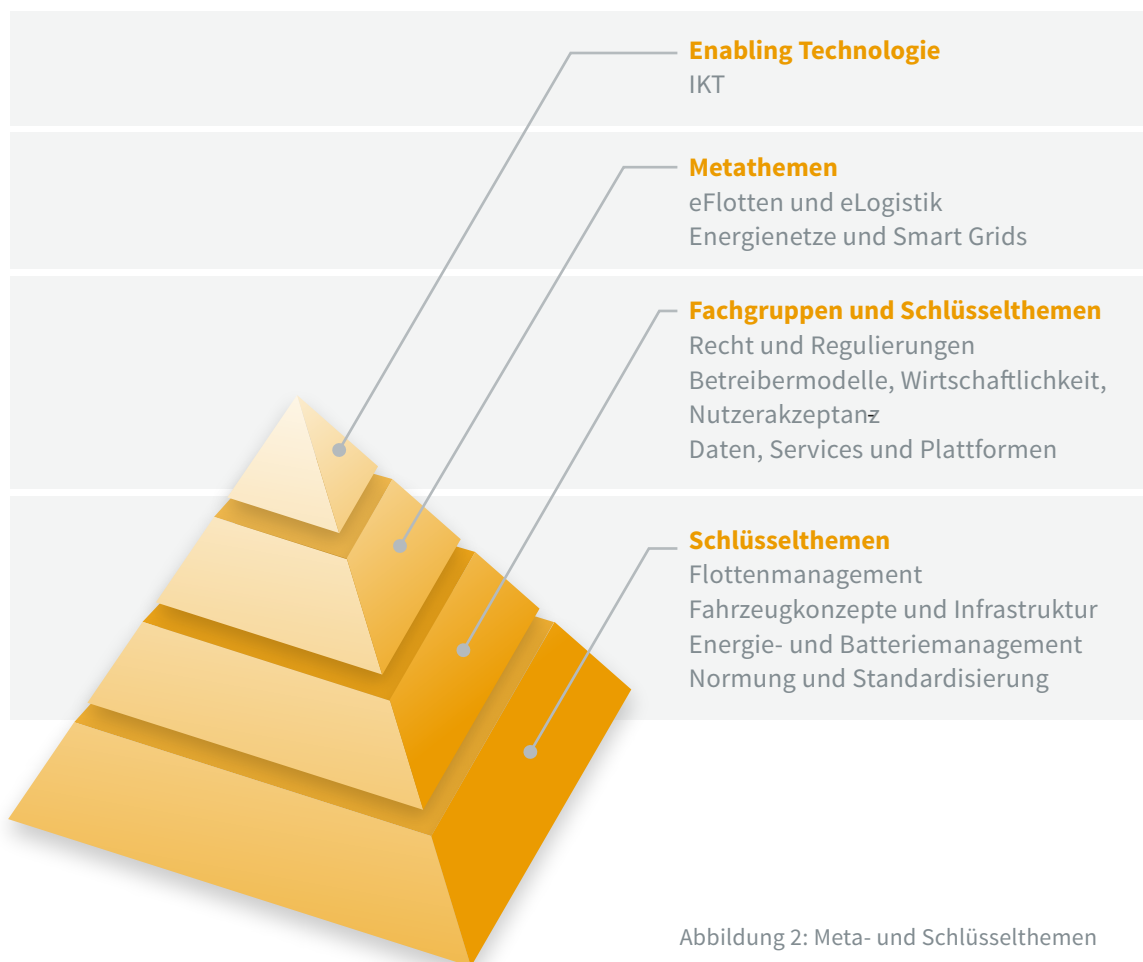 Enabling Technologie
IKT
Metathemen
eFlotten und eLogistik
Energienetze und Smart Grids
Fachgruppen und Schlüsselthemen
Recht und Regulierungen
Betreibermodelle, Wirtschaftlichkeit,
Nutzerakzeptanz
Daten, Services und Plattformen
Schlüsselthemen
Flottenmanagement
Fahrzeugkonzepte und Infrastruktur
Energie- und Batteriemanagement
Normung und Standardisierung
Abbildung 2: Meta- und Schlüsselthemen